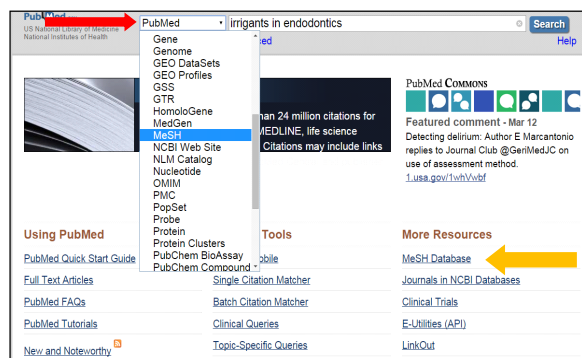 PubMed
US National Library of Medicine
National Institutes of Health
PubMed
irrigants in endodontics
Search
Help
Gene
Genome
GEO DataSets
GEO Profiles
GSS
GTR
HomoloGene
MedGen
MeSH
NCBI Web Site
NLM Catalog
Nucleotide
OMIM
PMC
PopSet
Probe
Protein
Protein Clusters
PubChem BioAssay
PubChem Compound
than 24 million citations for
MEDLINE, life science
Citations may include links
PubMed COMMONS
Featured comment - Mar 12
Detecting delirium: Author E Marcantonio
replies to Journal Club @GeriMedJC on
use of assessment method.
1.usa.gov/1whVwbf
Using PubMed
PubMed Quick Start Guide
Full Text Articles
PubMed FAQs
PubMed Tutorials
New and Noteworthy
Tools
Single Citation Matcher
Batch Citation Matcher
Clinical Queries
Topic-Specific Queries
More Resources
MeSH Database
Journals in NCBI Databases
Clinical Trials
E-Utilities (API)
LinkOut